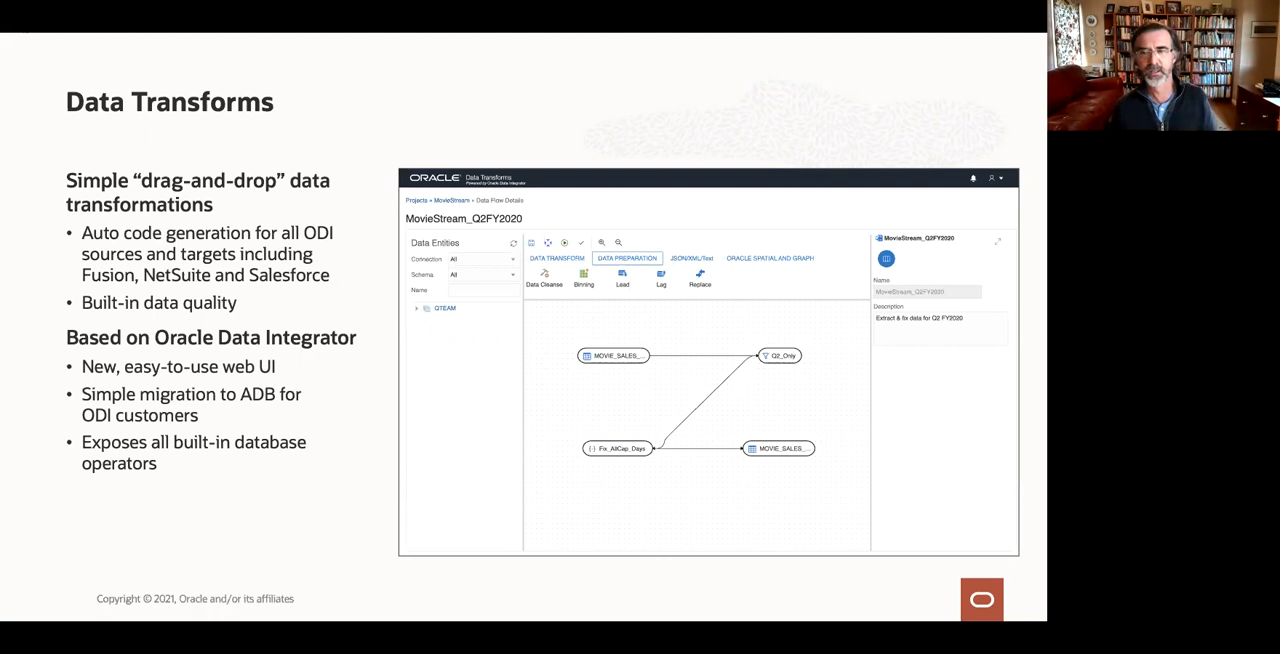 Data Transforms
Simple “drag-and-drop” data
transformations
• Auto code generation for all ODI
sources and targets including
Fusion, NetSuite and Salesforce
• Built-in data quality
Based on Oracle Data Integrator
• New, easy-to-use web UI
• Simple migration to ADB for
ODI customers
• Exposes all built-in database
operators
ORACLE Data Transforms
Powered by Oracle Data Integrator
Projects > MovieStream > Data Flow Details
MovieStream_Q2FY2020
Data Entities
Connection All
Schema All
Name
QTEAM
DATA TRANSFORM DATA PREPARATION JSON/XML/Text ORACLE SPATIAL AND GRAPH
Data Cleanse Binning Lead Lag Replace
MOVIE_SALES_... Q2_Only
Fix_AllCap_Days MOVIE_SALES_...
MovieStream_Q2FY2020
Name
MovieStream_Q2FY2020
Description
Extract & fix data for Q2 FY2020
Copyright © 2021, Oracle and/or its affiliates